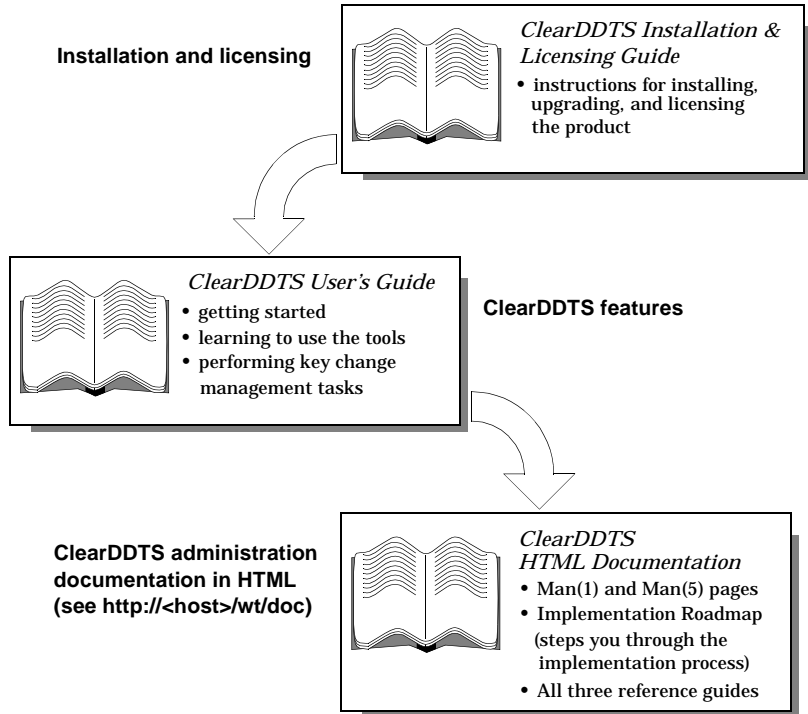 Installation and licensing
ClearDDTS Installation &
Licensing Guide
• instructions for installing,
upgrading, and licensing
the product
ClearDDTS User's Guide
• getting started
• learning to use the tools
• performing key change
management tasks
ClearDDTS features
ClearDDTS administration
documentation in HTML
(see http://<host>/wt/doc)
ClearDDTS
HTML Documentation
• Man(1) and Man(5) pages
• Implementation Roadmap
(steps you through the
implementation process)
• All three reference guides